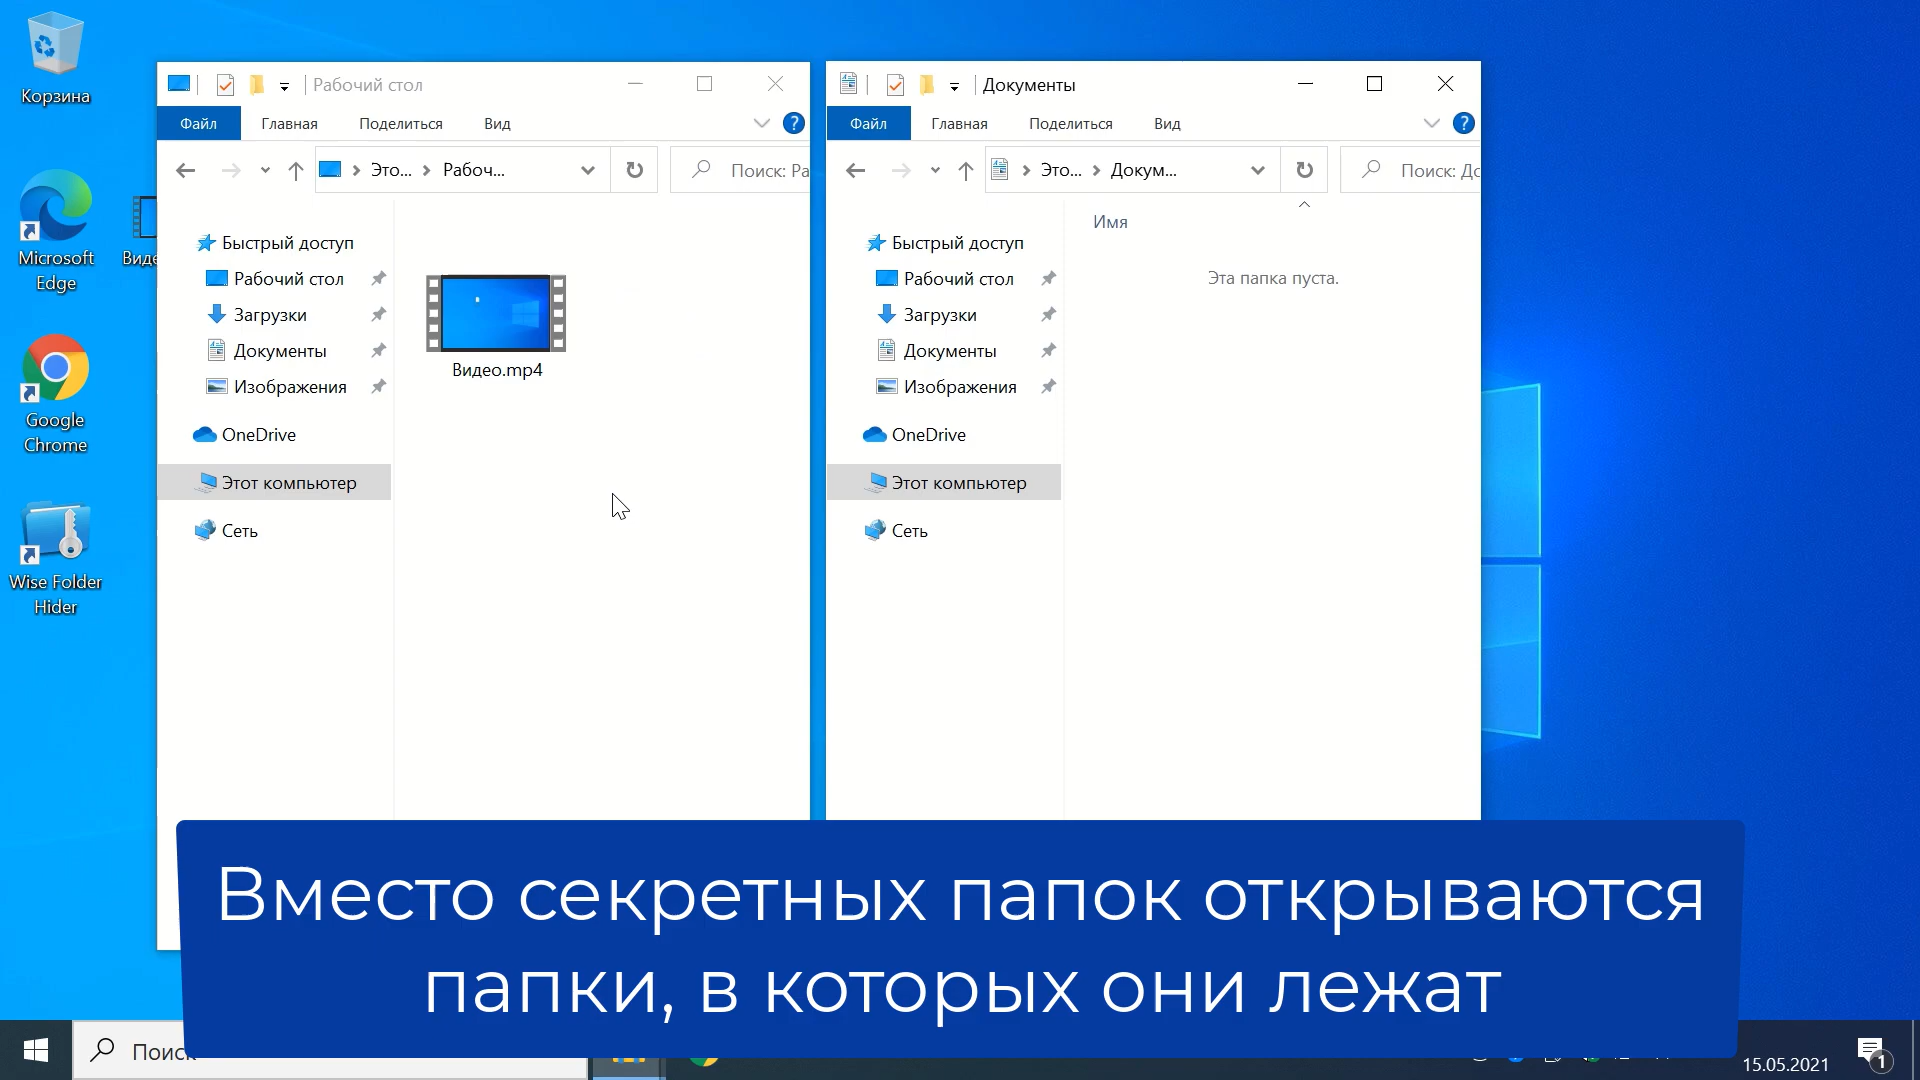 Корзина
Microsoft
Edge
Виде
Google
Chrome
Wise Folder
Hider
Рабочий стол
Файл
Главная
Поделиться
Вид
Это...
Рабоч...
Поиск: Ра
Быстрый доступ
Рабочий стол
Загрузки
Документы
Изображения
OneDrive
Этот компьютер
Сеть
Видео.mp4
Документы
Файл
Главная
Поделиться
Вид
Это...
Докум...
Поиск: До
Имя
Эта папка пуста.
Быстрый доступ
Рабочий стол
Загрузки
Документы
Изображения
OneDrive
Этот компьютер
Сеть
Вместо секретных папок открываются
папки, в которых они лежат
Поиск
15.05.2021
1